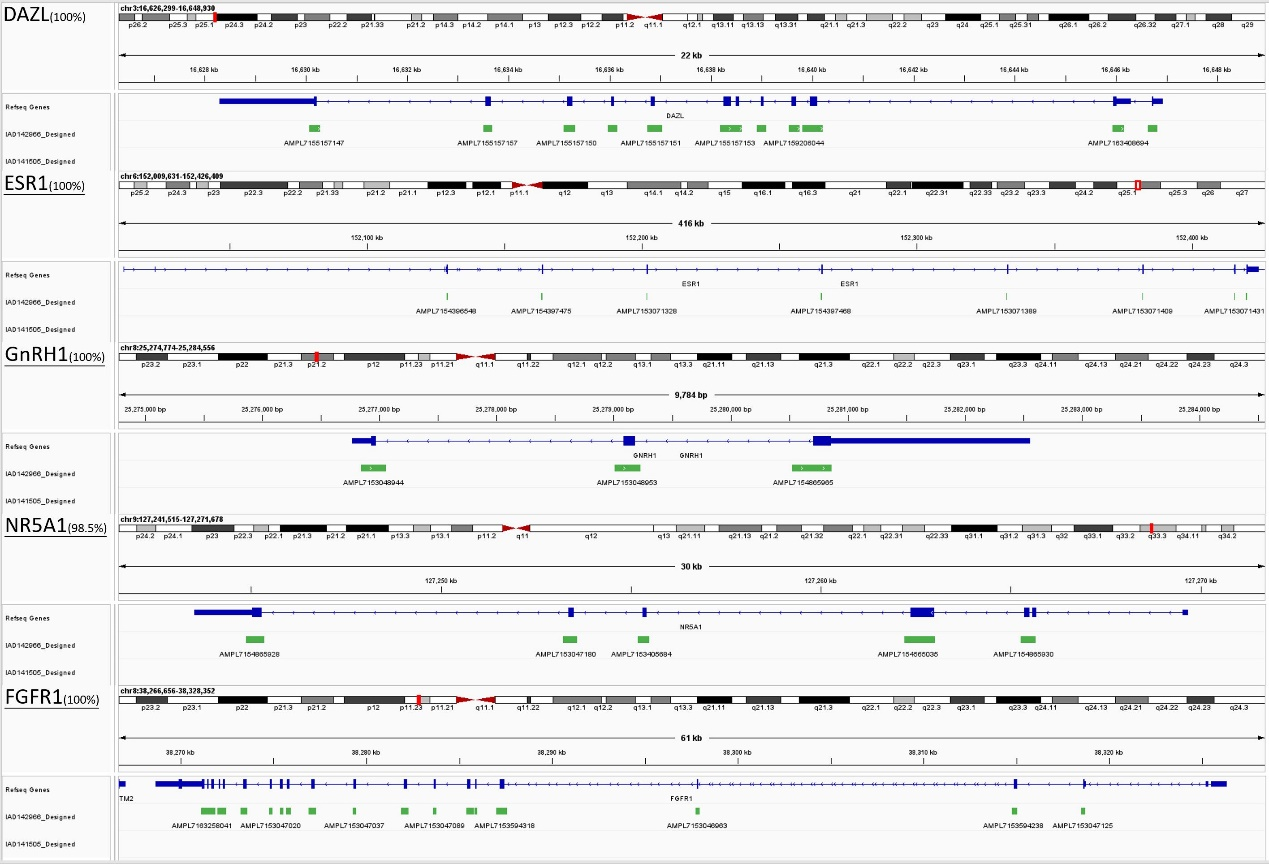 DAZL(100%)
chr3:16,626,299-16,648,930
p26.2 p25.3 p25.1 p24.3 p24.1 p22.3 p22.1 p21.33 p21.31 p21.1 p14.3 p14.2 p14.1 p13 p12.3 p12.2 p11.2 q11.1 q12.1 q13.11 q13.13 q13.31 q21.1 q21.3 q22.2 q23 q24 q25.1 q25.31 q26.1 q26.2 q26.32 q27.1 q28 q29
22 kb
16,628 kb 16,630 kb 16,632 kb 16,634 kb 16,636 kb 16,638 kb 16,640 kb 16,642 kb 16,644 kb 16,646 kb 16,648 kb
Refseq Genes
DAZL
IAD142966_Designed
AMPL7155157147 AMPL7155157157 AMPL7155157150 AMPL7155157151 AMPL7155157153 AMPL7159206044 AMPL7163408694
IAD141505_Designed
ESR1(100%)
chr6:152,009,631-152,426,409
p25.2 p24.3 p23 p22.3 p22.2 p21.33 p21.2 p21.1 p12.3 p12.1 p11.1 q12 q13 q14.1 q14.2 q15 q16.1 q16.3 q21 q22.1 q22.31 q22.33 q23.2 q23.3 q24.2 q25.1 q25.3 q26 q27
416 kb
152,100 kb 152,200 kb 152,300 kb 152,400 kb
Refseq Genes
ESR1 ESR1
IAD142966_Designed
AMPL7154396548 AMPL7154397475 AMPL7153071328 AMPL7154397468 AMPL7153071389 AMPL7153071409 AMPL7153071431
IAD141505_Designed
GnRH1(100%)
chr8:25,274,774-25,284,556
p23.2 p23.1 p22 p21.3 p21.2 p12 p11.23 p11.21 q11.1 q11.22 q12.1 q12.2 q13.1 q13.3 q21.11 q21.13 q21.2 q21.3 q22.1 q22.2 q22.3 q23.1 q23.3 q24.11 q24.13 q24.21 q24.22 q24.23 q24.3
9,784 bp
25,275,000 bp 25,276,000 bp 25,277,000 bp 25,278,000 bp 25,279,000 bp 25,280,000 bp 25,281,000 bp 25,282,000 bp 25,283,000 bp 25,284,000 bp
Refseq Genes
GNRH1 GNRH1
IAD142966_Designed
AMPL7153048944 AMPL7153048953 AMPL7154865965
IAD141505_Designed
NR5A1(98.5%)
chr9:127,241,515-127,271,678
p24.2 p24.1 p23 p22.3 p22.1 p21.3 p21.2 p21.1 p13.3 p13.1 p11.2 q11 q12 q13 q21.11 q21.13 q21.2 q21.32 q22.1 q22.31 q22.33 q31.1 q31.2 q31.3 q32 q33.1 q33.2 q33.3 q34.11 q34.2
30 kb
127,250 kb 127,260 kb 127,270 kb
Refseq Genes
NR5A1
IAD142966_Designed
AMPL7154865928 AMPL7153047180 AMPL7153405684 AMPL7154565035 AMPL7154965930
IAD141505_Designed
FGFR1(100%)
chr8:38,266,656-38,328,352
p23.2 p23.1 p22 p21.3 p21.2 p12 p11.23 p11.21 q11.1 q11.22 q12.1 q12.2 q13.1 q13.3 q21.11 q21.13 q21.2 q21.3 q22.1 q22.2 q22.3 q23.1 q23.3 q24.11 q24.13 q24.21 q24.22 q24.23 q24.3
61 kb
38,270 kb 38,280 kb 38,290 kb 38,300 kb 38,310 kb 38,320 kb
Refseq Genes
TM2 FGFR1
IAD142966_Designed
AMPL7163258041 AMPL7153047020 AMPL7153047037 AMPL7153047089 AMPL7153594318 AMPL7153046963 AMPL7153594238 AMPL7153047125
IAD141505_Designed